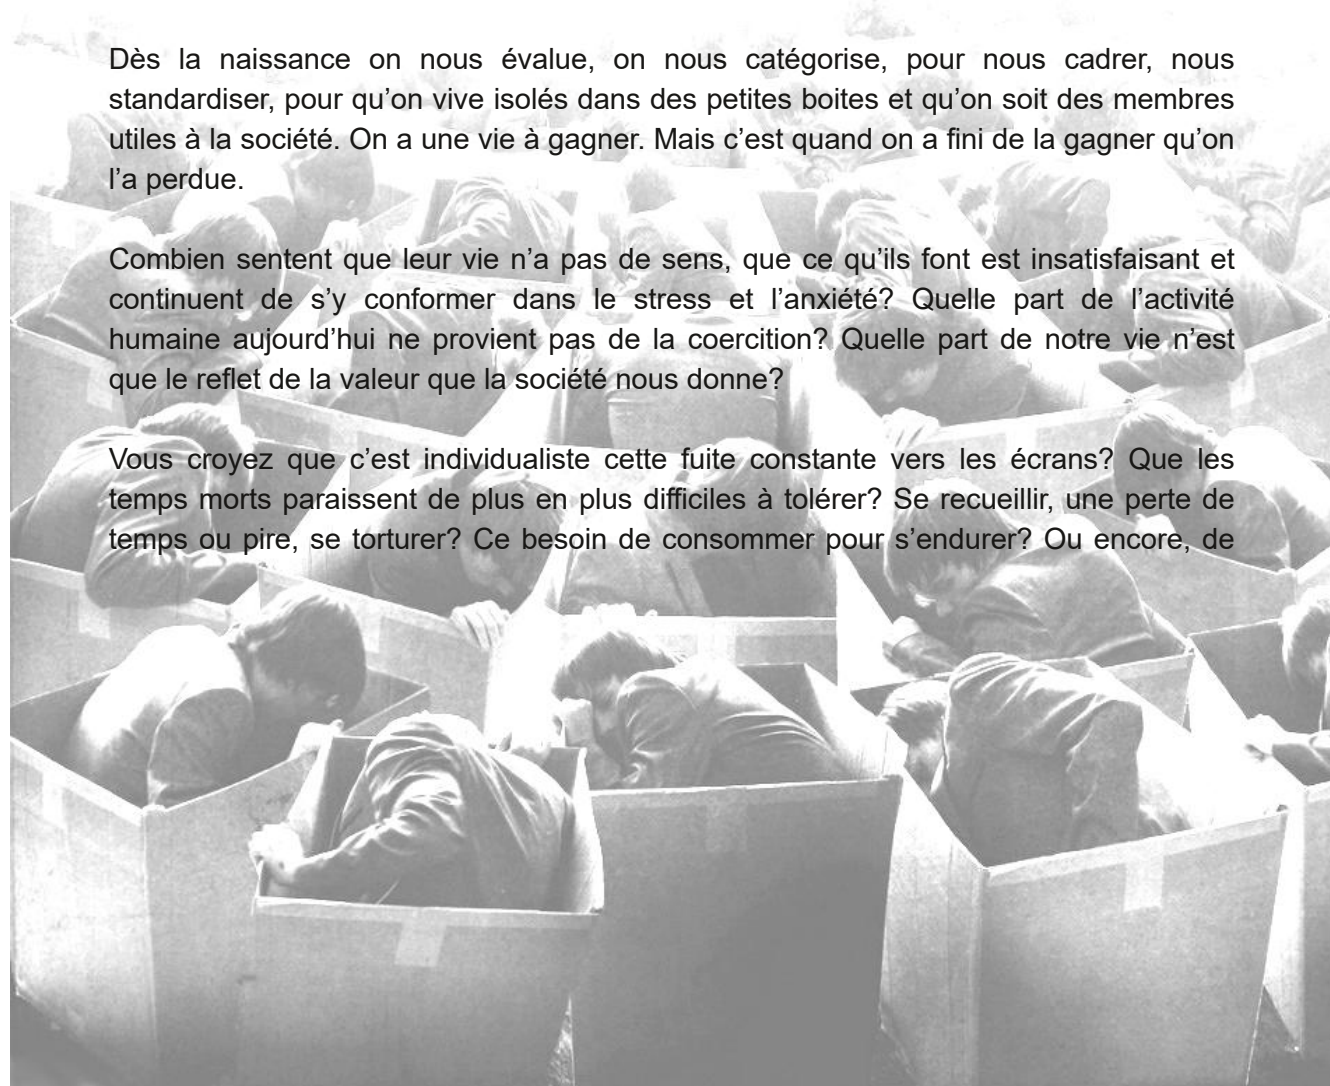 Dès la naissance on nous évalue, on nous catégorise, pour nous cadrer, nous
standardiser, pour qu’on vive isolés dans des petites boites et qu’on soit des membres
utiles à la société. On a une vie à gagner. Mais c’est quand on a fini de la gagner qu’on
l’a perdue.
Combien sentent que leur vie n’a pas de sens, que ce qu’ils font est insatisfaisant et
continuent de s’y conformer dans le stress et l’anxiété? Quelle part de l’activité
humaine aujourd’hui ne provient pas de la coercition? Quelle part de notre vie n’est
que le reflet de la valeur que la société nous donne?
Vous croyez que c’est individualiste cette fuite constante vers les écrans? Que les
temps morts paraissent de plus en plus difficiles à tolérer? Se recueillir, une perte de
temps ou pire, se torturer? Ce besoin de consommer pour s’endurer? Ou encore, de